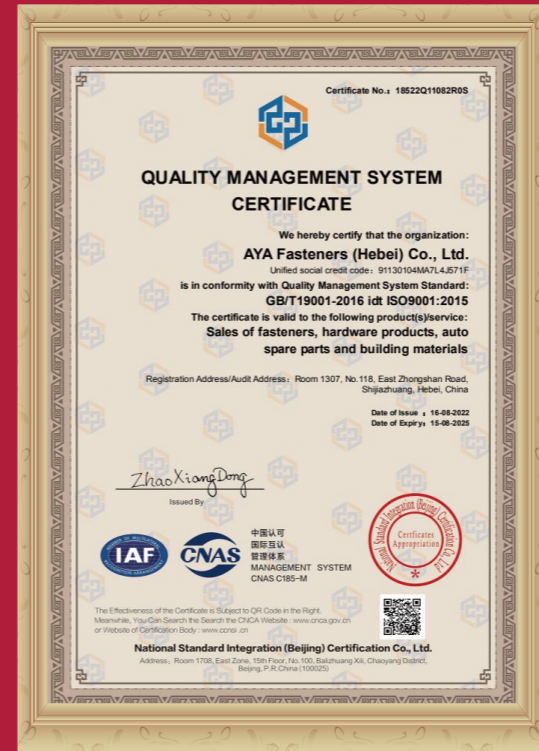 Certificate No.: 18522Q11082R0S
QUALITY MANAGEMENT SYSTEM
CERTIFICATE
We hereby certify that the organization:
AYA Fasteners (Hebei) Co., Ltd.
Unified social credit code: 91130104MA7L4J571F
is in conformity with Quality Management System Standard:
GB/T19001-2016 idt ISO9001:2015
The certificate is valid to the following product(s)/service:
Sales of fasteners, hardware products, auto
spare parts and building materials
Registration Address/Audit Address: Room 1307, No.118, East Zhongshan Road,
Shijiazhuang, Hebei, China
Date of Issue : 16-08-2022
Date of Expiry: 15-08-2025
ZhaoXiangDong
Issued By
IAF
CNAS
中国认可
国际互认
管理体系
MANAGEMENT SYSTEM
CNAS C185-M
National Standard Integration (Beijing) Certification Co., Ltd
Certificates
Appropriation
The Effectiveness of the Certificate is Subject to QR Code in the Right.
Meanwhile, You Can Search the Search the CNCA Website : www.cnca.gov.cn
or Website of Certification Body : www.ccnsi .cn
National Standard Integration (Beijing) Certification Co., Ltd.
Address: Room 1708, East Zone, 15th Floor, No.100, Balizhuang Xili, Chaoyang District,
Beijing, P.R.China (100025)